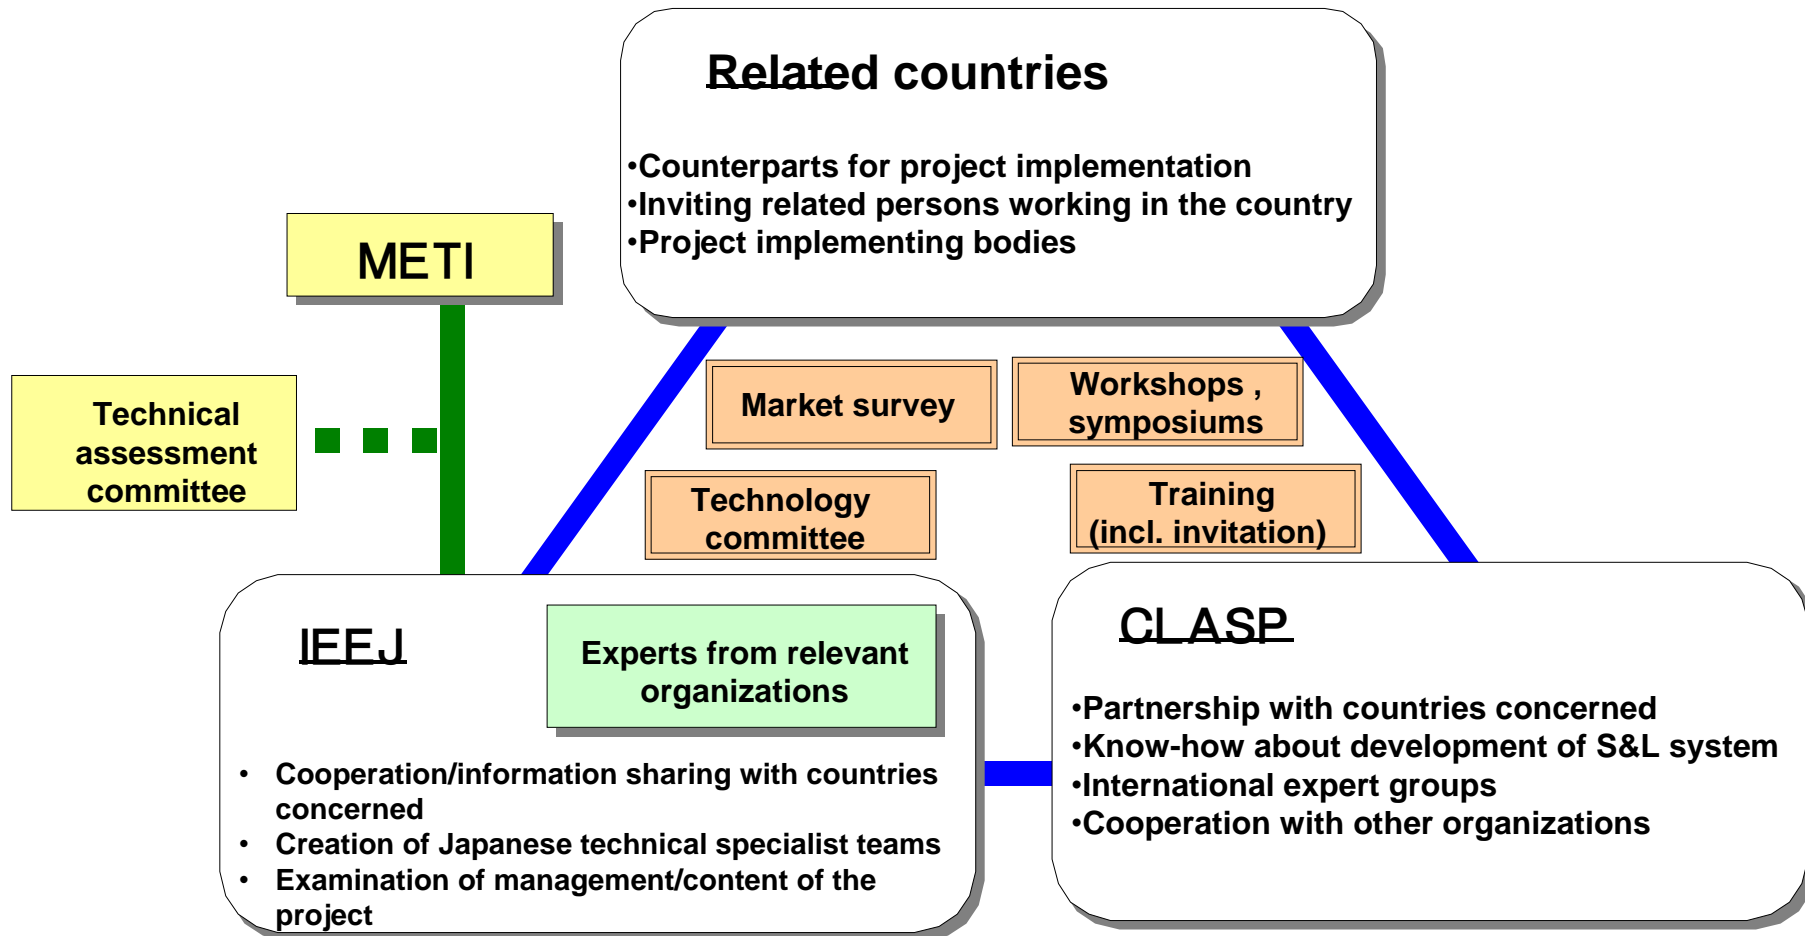 Related countries
•Counterparts for project implementation
•Inviting related persons working in the country
•Project implementing bodies
METI
Technical
assessment
committee
Market survey
Workshops ,
symposiums
Technology
committee
Training
(incl. invitation)
IEEJ
Experts from relevant
organizations
• Cooperation/information sharing with countries
concerned
• Creation of Japanese technical specialist teams
• Examination of management/content of the
project
CLASP
•Partnership with countries concerned
•Know-how about development of S&L system
•International expert groups
•Cooperation with other organizations